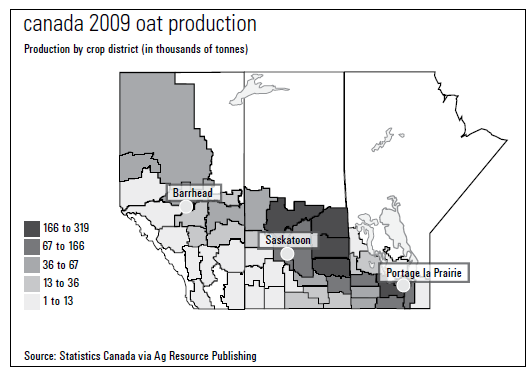 canada 2009 oat production
Production by crop district (in thousands of tonnes)
Barrhead
Saskatoon
Portage la Prairie
166 to 319
67 to 166
36 to 67
13 to 36
1 to 13
Source: Statistics Canada via Ag Resource Publishing